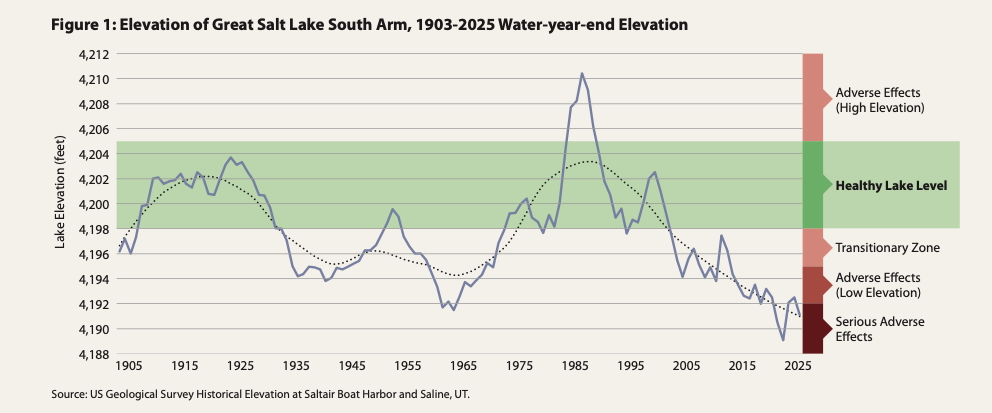 Figure 1: Elevation of Great Salt Lake South Arm, 1903-2025 Water-year-end Elevation
Lake Elevation (feet)
4,212
4,210
4,208
4,206
4,204
4,202
4,200
4,198
4,196
4,194
4,192
4,190
4,188
Adverse Effects
(High Elevation)
Healthy Lake Level
Transitionary Zone
Adverse Effects
(Low Elevation)
Serious Adverse
Effects
1905 1915 1925 1935 1945 1955 1965 1975 1985 1995 2005 2015 2025
Source: US Geological Survey Historical Elevation at Saltair Boat Harbor and Saline, UT.